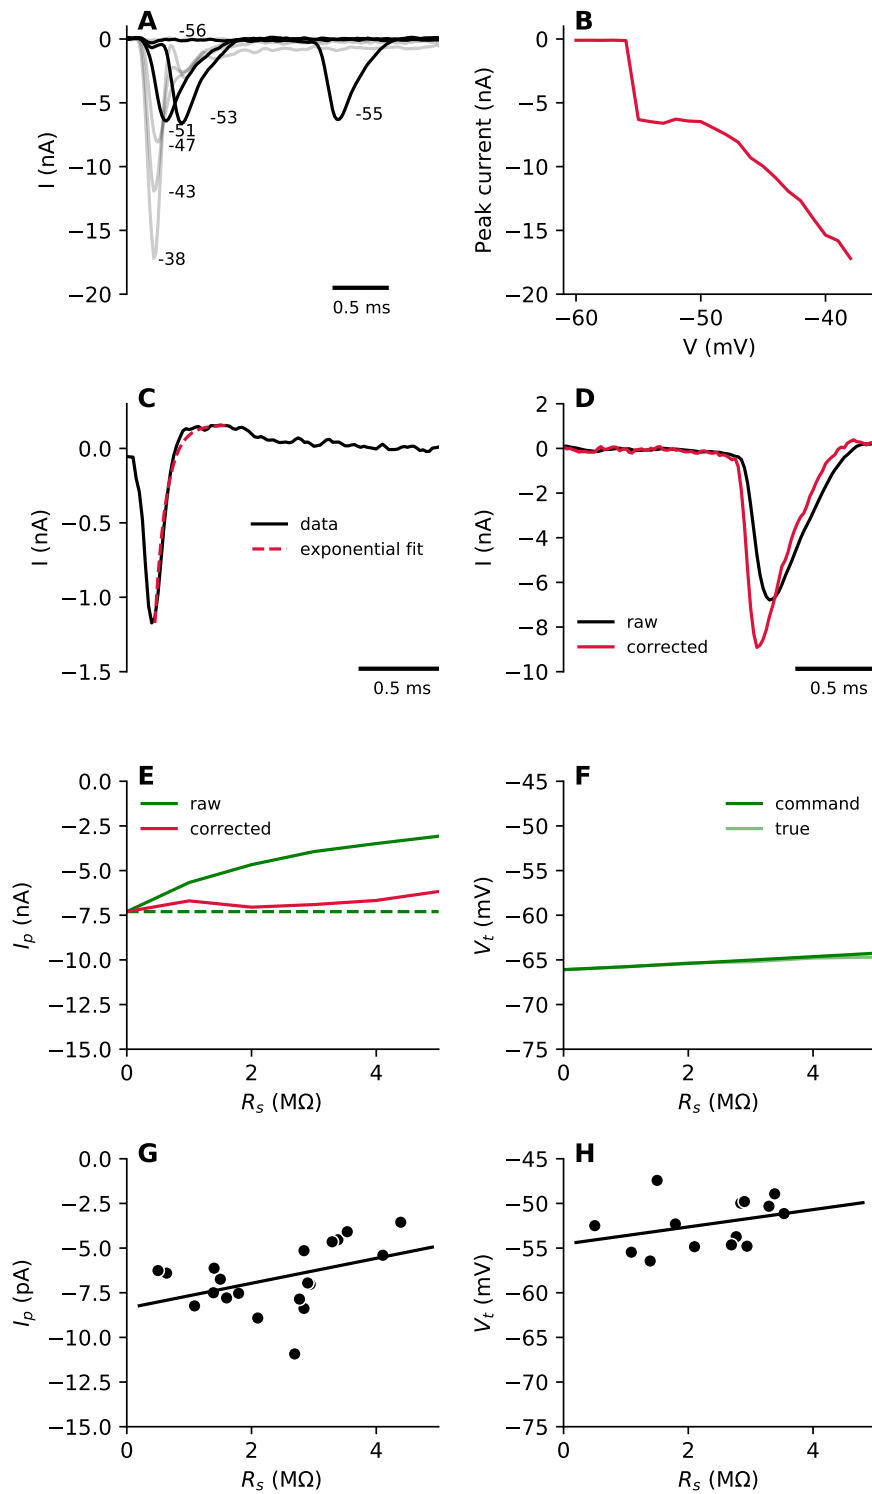 A
B
0
−5
−10
−15
−20
I (nA)
-56
-53
-55
-51
-47
-43
-38
0.5 ms
0
−5
−10
−15
−20
Peak current (nA)
−60
−50
−40
V (mV)
C
D
0.0
−0.5
−1.0
−1.5
I (nA)
data
exponential fit
0.5 ms
2
0
−2
−4
−6
−8
−10
I (nA)
raw
corrected
0.5 ms
E
F
0.0
−2.5
−5.0
−7.5
−10.0
−12.5
−15.0
I_p (nA)
raw
corrected
0
2
4
R_s (MΩ)
−45
−50
−55
−60
−65
−70
−75
V_t (mV)
command
true
0
2
4
R_s (MΩ)
G
H
0.0
−2.5
−5.0
−7.5
−10.0
−12.5
−15.0
I_p (pA)
0
2
4
R_s (MΩ)
−45
−50
−55
−60
−65
−70
−75
V_t (mV)
0
2
4
R_s (MΩ)